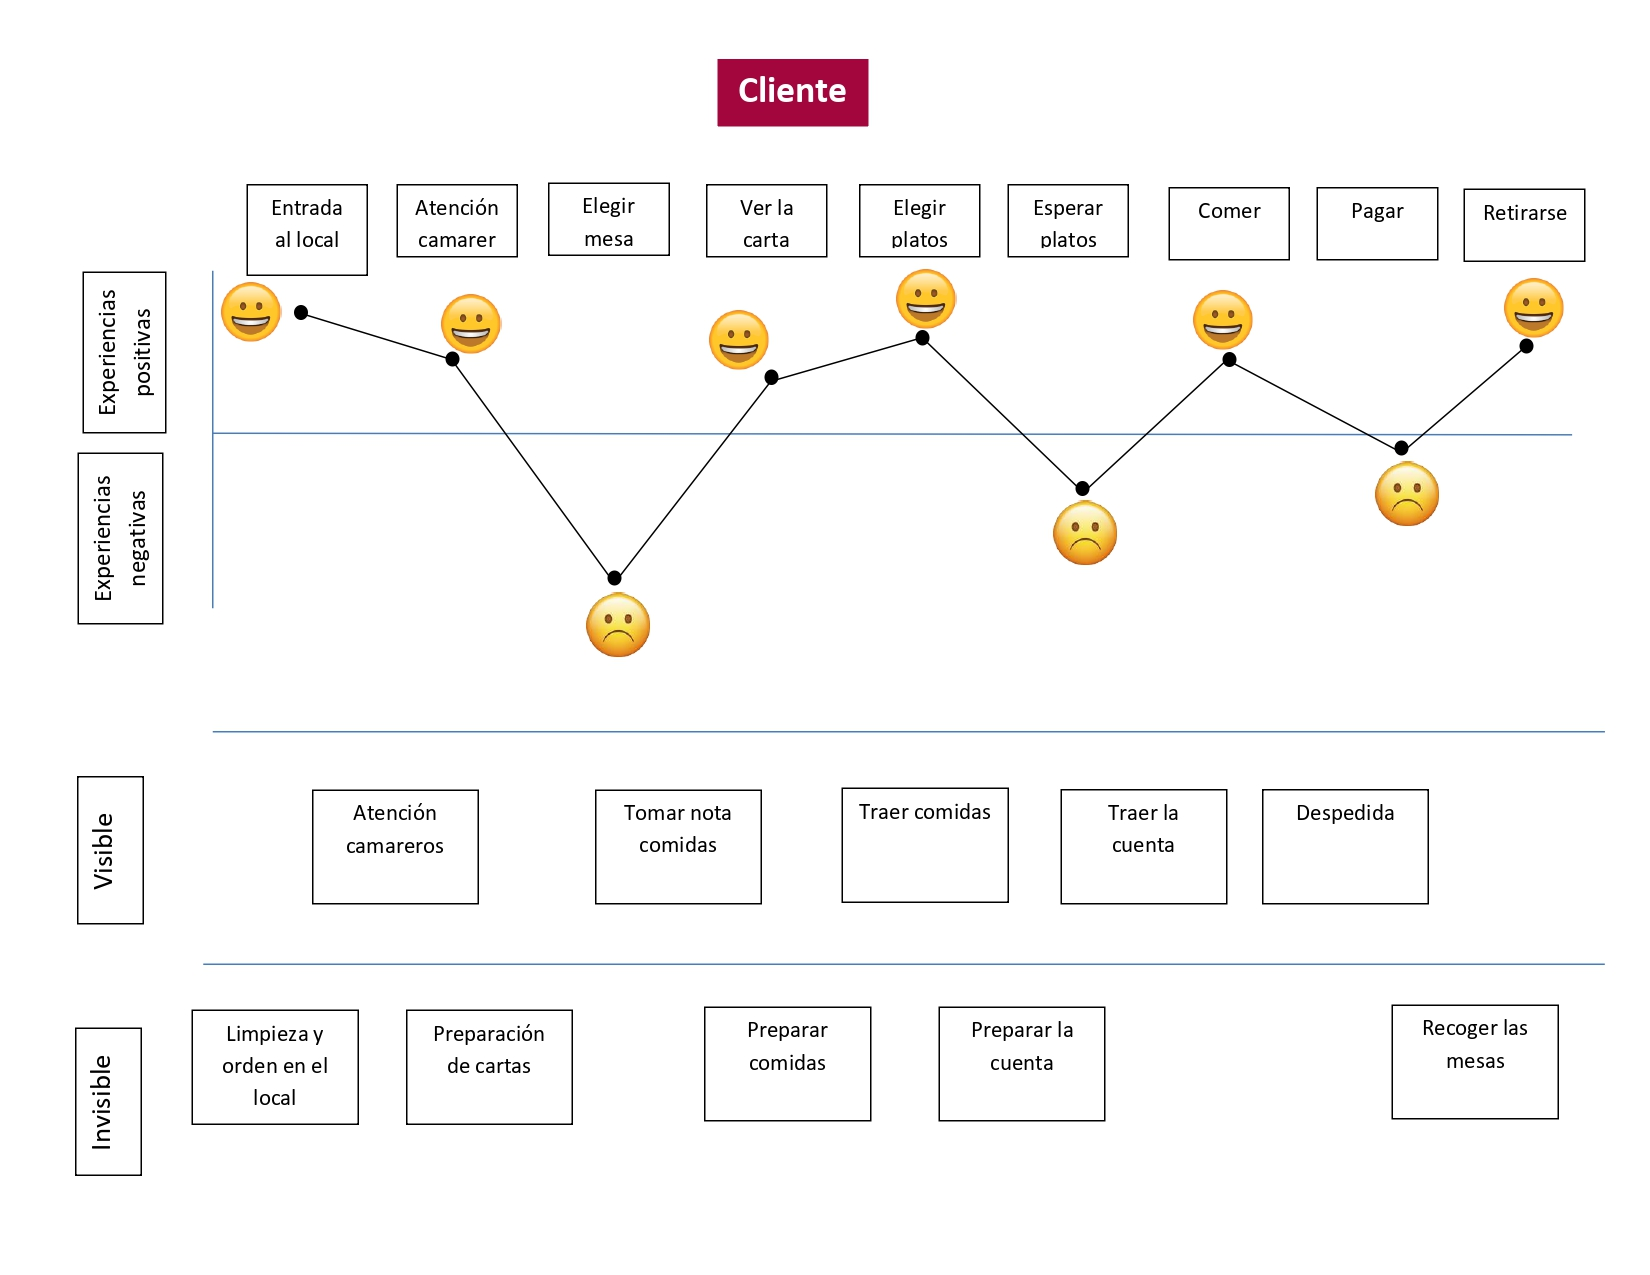 Cliente
Entrada
al local
Atención
camarer
Elegir
mesa
Ver la
carta
Elegir
platos
Esperar
platos
Comer
Pagar
Retirarse
Experiencias
positivas
Experiencias
negativas
Visible
Atención
camareros
Tomar nota
comidas
Traer comidas
Traer la
cuenta
Despedida
Invisible
Limpieza y
orden en el
local
Preparación
de cartas
Preparar
comidas
Preparar la
cuenta
Recoger las
mesas